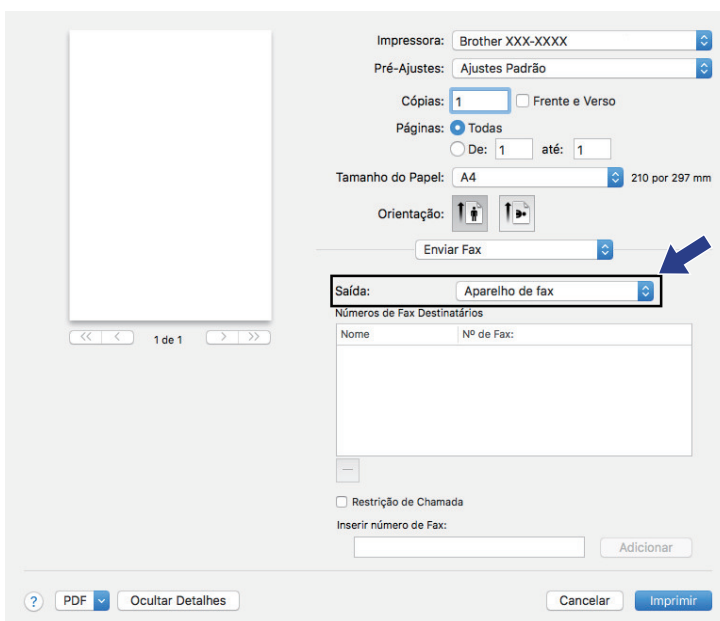 Impressora: Brother XXX-XXXX
Pré-Ajustes: Ajustes Padrão
Cópias: 1 Frente e Verso
Páginas: Todas
De: 1 até: 1
Tamanho do Papel: A4 210 por 297 mm
Orientação:
Enviar Fax
Saída: Aparelho de fax
Números de Fax Destinatários
Nome Nº de Fax:
<< < 1 de 1 > >>
Restrição de Chamada
Inserir número de Fax:
Adicionar
? PDF Ocultar Detalhes Cancelar Imprimir